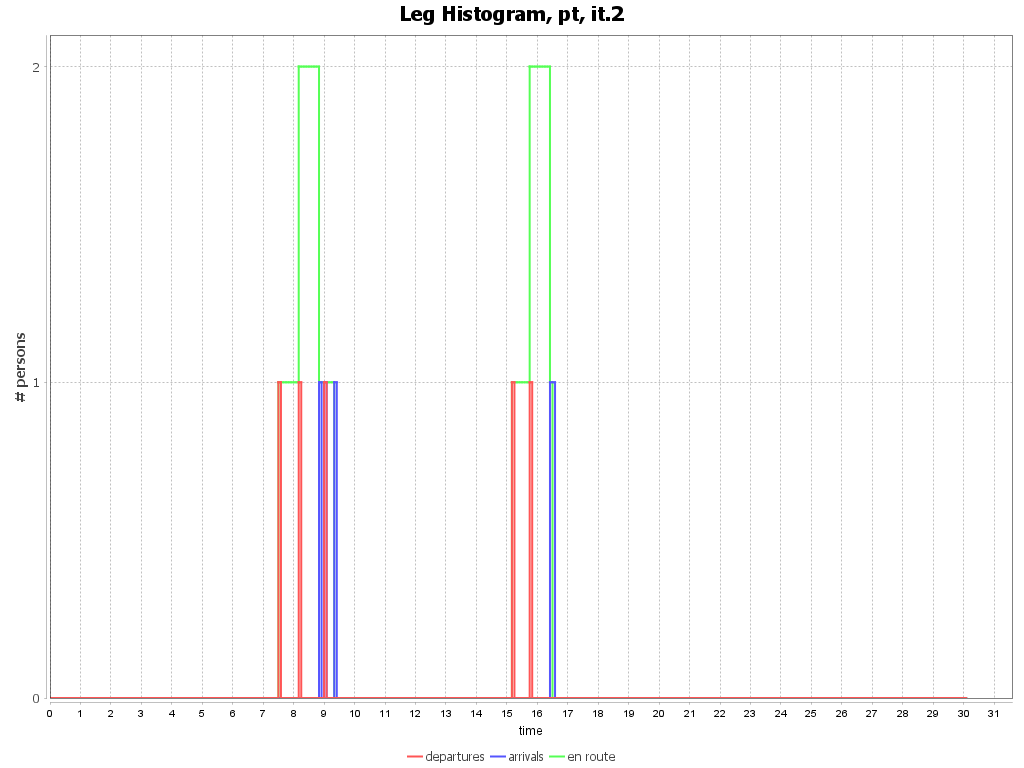 Leg Histogram, pt, it.2
# persons
2
1
0
0 1 2 3 4 5 6 7 8 9 10 11 12 13 14 15 16 17 18 19 20 21 22 23 24 25 26 27 28 29 30 31
time
departures arrivals en route